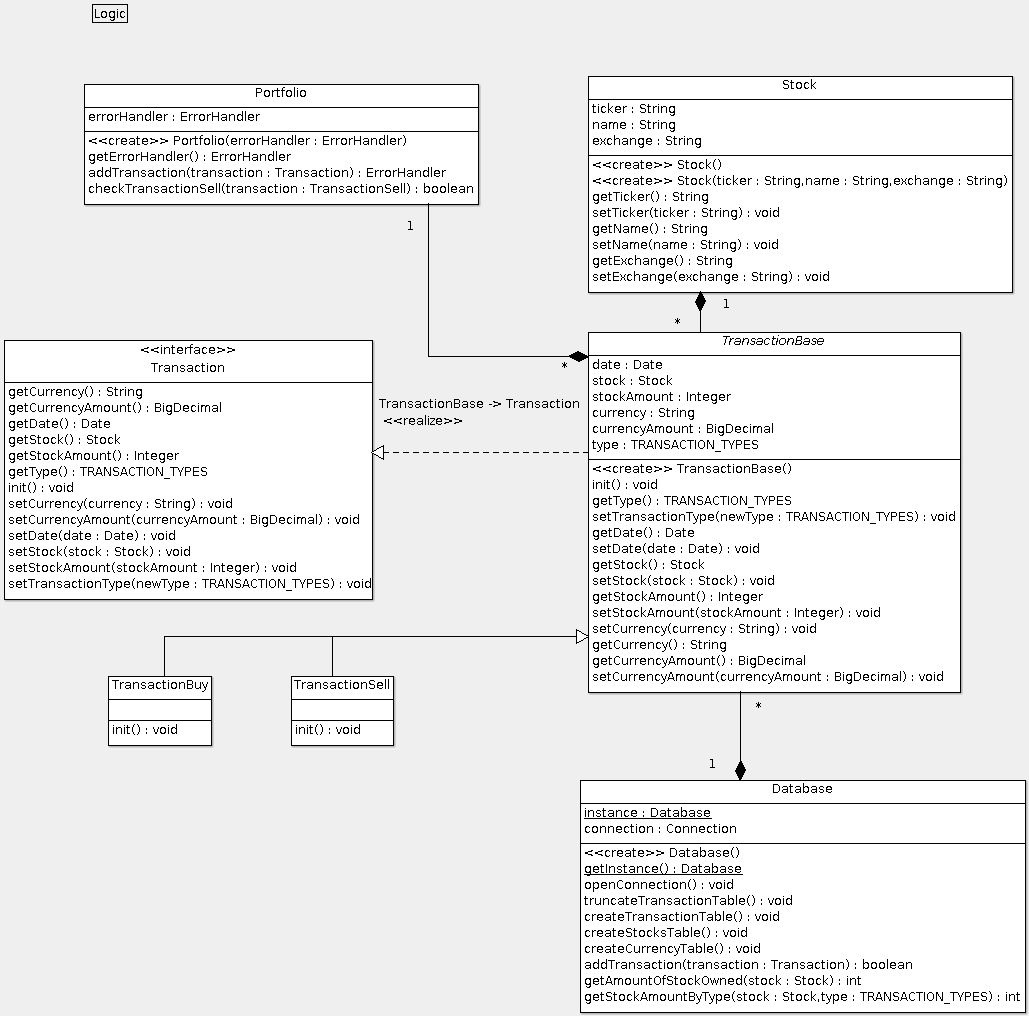 Logic
Portfolio
errorHandler : ErrorHandler
<<create>> Portfolio(errorHandler : ErrorHandler)
getErrorHandler() : ErrorHandler
addTransaction(transaction : Transaction) : ErrorHandler
checkTransactionSell(transaction : TransactionSell) : boolean
1
Stock
ticker : String
name : String
exchange : String
<<create>> Stock()
<<create>> Stock(ticker : String,name : String,exchange : String)
getTicker() : String
setTicker(ticker : String) : void
getName() : String
setName(name : String) : void
getExchange() : String
setExchange(exchange : String) : void
1
*
*
<<interface>>
Transaction
getCurrency() : String
getCurrencyAmount() : BigDecimal
getDate() : Date
getStock() : Stock
getStockAmount() : Integer
getType() : TRANSACTION_TYPES
init() : void
setCurrency(currency : String) : void
setCurrencyAmount(currencyAmount : BigDecimal) : void
setDate(date : Date) : void
setStock(stock : Stock) : void
setStockAmount(stockAmount : Integer) : void
setTransactionType(newType : TRANSACTION_TYPES) : void
TransactionBase -> Transaction
<<realize>>
TransactionBase
date : Date
stock : Stock
stockAmount : Integer
currency : String
currencyAmount : BigDecimal
type : TRANSACTION_TYPES
<<create>> TransactionBase()
init() : void
getType() : TRANSACTION_TYPES
setTransactionType(newType : TRANSACTION_TYPES) : void
getDate() : Date
setDate(date : Date) : void
getStock() : Stock
setStock(stock : Stock) : void
getStockAmount() : Integer
setStockAmount(stockAmount : Integer) : void
setCurrency(currency : String) : void
getCurrency() : String
getCurrencyAmount() : BigDecimal
setCurrencyAmount(currencyAmount : BigDecimal) : void
TransactionBuy
init() : void
TransactionSell
init() : void
*
1
Database
instance : Database
connection : Connection
<<create>> Database()
getInstance() : Database
openConnection() : void
truncateTransactionTable() : void
createTransactionTable() : void
createStocksTable() : void
createCurrencyTable() : void
addTransaction(transaction : Transaction) : boolean
getAmountOfStockOwned(stock : Stock) : int
getStockAmountByType(stock : Stock,type : TRANSACTION_TYPES) : int